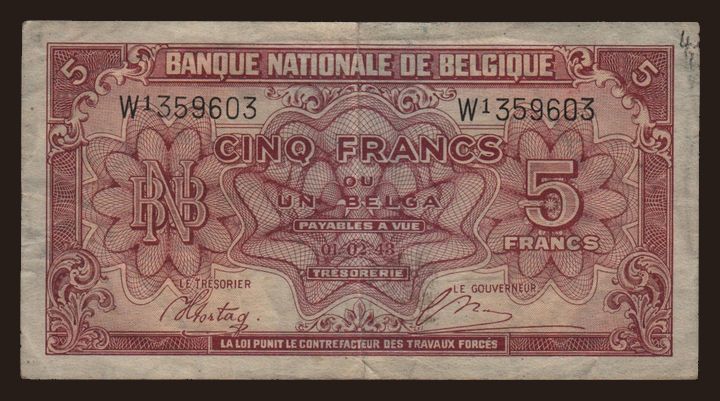 5 BANQUE NATIONALE DE BELGIQUE 5
W1359603 W1359603
CINQ FRANCS
OU
UN BELGA
BNB
5
FRANCS
PAYABLES A VUE
01-02-43
TRESORERIE
LE TRESORIER LE GOUVERNEUR
LA LOI PUNIT LE CONTREFACTEUR DES TRAVAUX FORCÉS